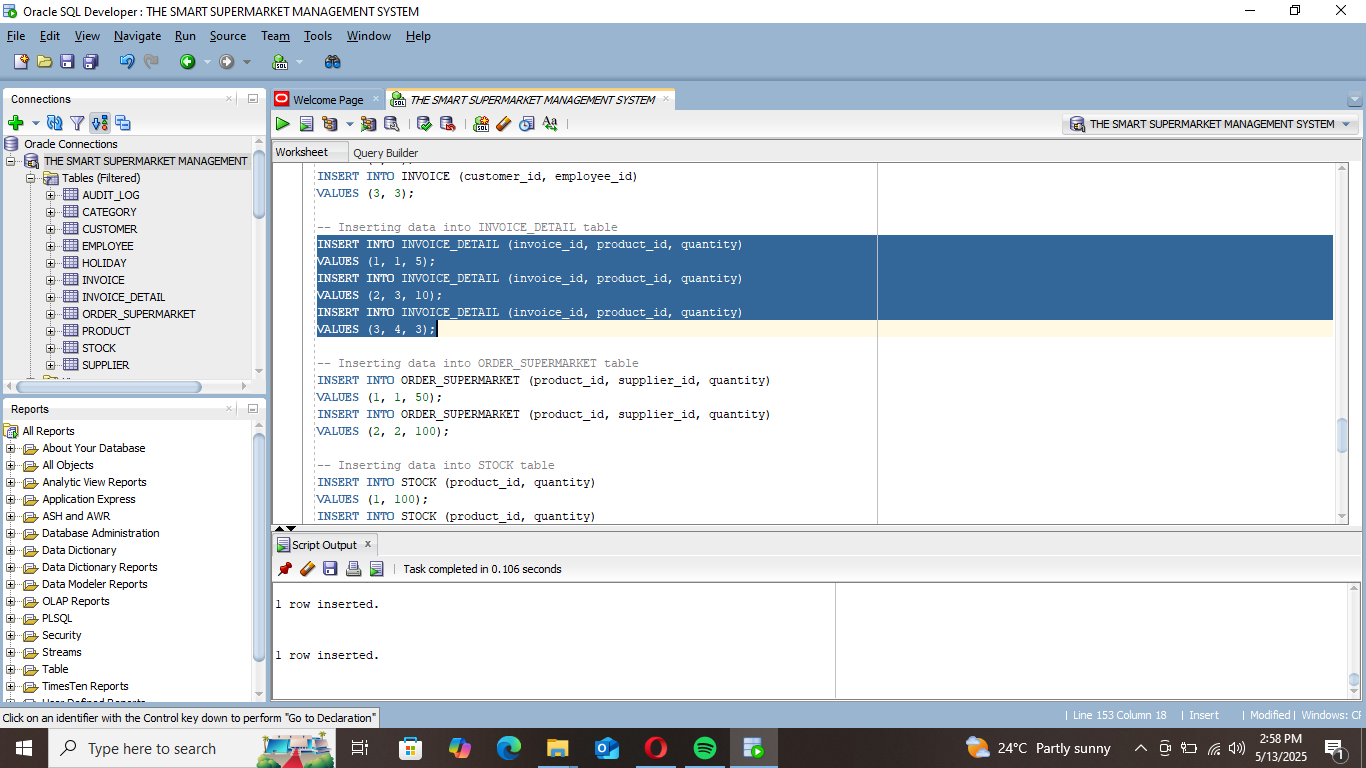 Oracle SQL Developer : THE SMART SUPERMARKET MANAGEMENT SYSTEM
File Edit View Navigate Run Source Team Tools Window Help
Connections
Oracle Connections
THE SMART SUPERMARKET MANAGEMENT
Tables (Filtered)
AUDIT_LOG
CATEGORY
CUSTOMER
EMPLOYEE
HOLIDAY
INVOICE
INVOICE_DETAIL
ORDER_SUPERMARKET
PRODUCT
STOCK
SUPPLIER
Reports
All Reports
About Your Database
All Objects
Analytic View Reports
Application Express
ASH and AWR
Database Administration
Data Dictionary
Data Dictionary Reports
Data Modeler Reports
OLAP Reports
PLSQL
Security
Streams
Table
TimesTen Reports
Welcome Page
THE SMART SUPERMARKET MANAGEMENT SYSTEM
THE SMART SUPERMARKET MANAGEMENT SYSTEM
Worksheet Query Builder
INSERT INTO INVOICE (customer_id, employee_id)
VALUES (3, 3);
-- Inserting data into INVOICE_DETAIL table
INSERT INTO INVOICE_DETAIL (invoice_id, product_id, quantity)
VALUES (1, 1, 5);
INSERT INTO INVOICE_DETAIL (invoice_id, product_id, quantity)
VALUES (2, 3, 10);
INSERT INTO INVOICE_DETAIL (invoice_id, product_id, quantity)
VALUES (3, 4, 3);
-- Inserting data into ORDER_SUPERMARKET table
INSERT INTO ORDER_SUPERMARKET (product_id, supplier_id, quantity)
VALUES (1, 1, 50);
INSERT INTO ORDER_SUPERMARKET (product_id, supplier_id, quantity)
VALUES (2, 2, 100);
-- Inserting data into STOCK table
INSERT INTO STOCK (product_id, quantity)
VALUES (1, 100);
INSERT INTO STOCK (product_id, quantity)
Script Output
Task completed in 0.106 seconds
1 row inserted.
1 row inserted.
Click on an identifier with the Control key down to perform "Go to Declaration"
Line 153 Column 18 Insert Modified Windows:
Type here to search
24°C Partly sunny
2:58 PM
5/13/2025
1